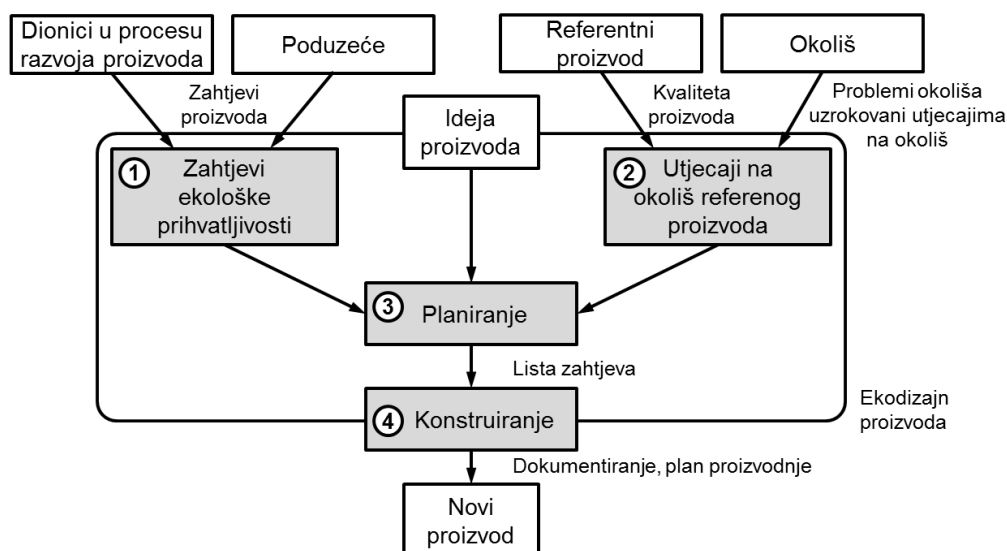 Dionici u procesu
razvoja proizvoda
Poduzeće
Referentni
proizvod
Okoliš
Zahtjevi
proizvoda
Ideja
proizvoda
Kvaliteta
proizvoda
Problemi okoliša
uzrokovani utjecajima
na okoliš
1
Zahtjevi
ekološke
prihvatljivosti
2
Utjecaji na
okoliš referenog
proizvoda
3
Planiranje
Lista zahtjeva
4
Konstruiranje
Ekodizajn
proizvoda
Dokumentiranje, plan proizvodnje
Novi
proizvod